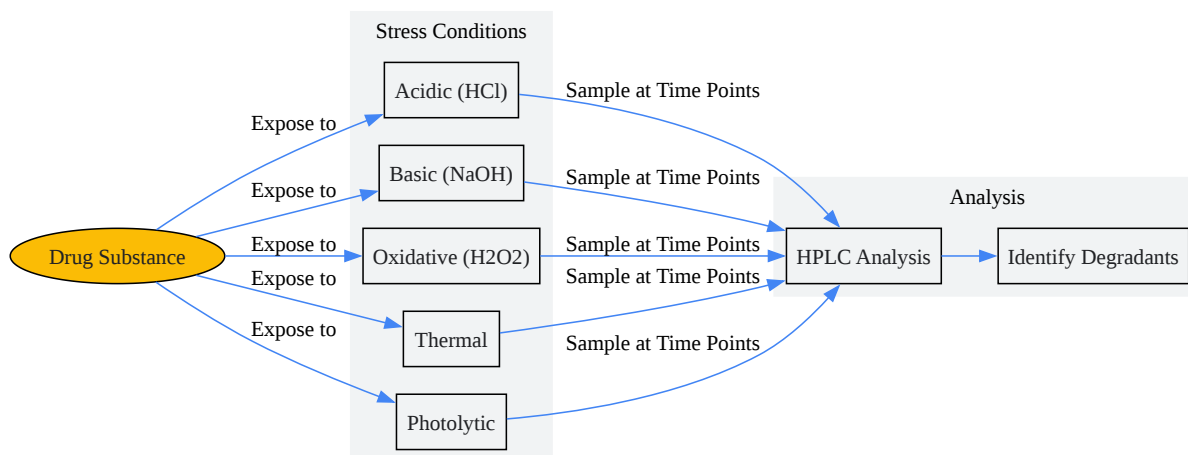 Stress Conditions
Acidic (HCl)
Sample at Time Points
Expose to
Basic (NaOH)
Sample at Time Points
Expose to
Analysis
Drug Substance
Expose to
Oxidative (H2O2)
Sample at Time Points
HPLC Analysis
Identify Degradants
Expose to
Sample at Time Points
Thermal
Expose to
Sample at Time Points
Photolytic